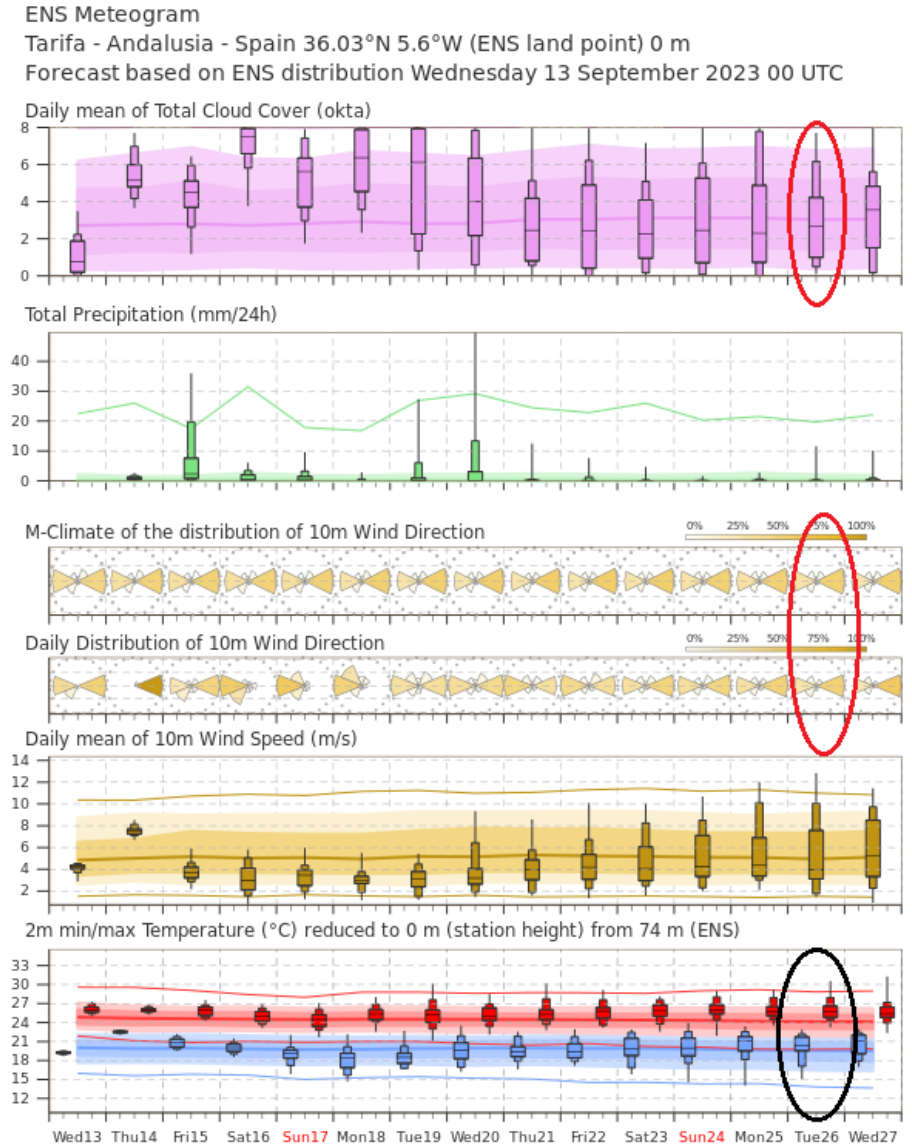 ENS Meteogram
Tarifa - Andalusia - Spain 36.03°N 5.6°W (ENS land point) 0 m
Forecast based on ENS distribution Wednesday 13 September 2023 00 UTC
Daily mean of Total Cloud Cover (okta)
8
6
4
2
0
Total Precipitation (mm/24h)
40
30
20
10
0
M-Climate of the distribution of 10m Wind Direction
0% 25% 50% 75% 100%
Daily Distribution of 10m Wind Direction
0% 25% 50% 75% 100%
Daily mean of 10m Wind Speed (m/s)
14
12
10
8
6
4
2
2m min/max Temperature (°C) reduced to 0 m (station height) from 74 m (ENS)
33
30
27
24
21
18
15
12
Wed13 Thu14 Fri15 Sat16 Sun17 Mon18 Tue19 Wed20 Thu21 Fri22 Sat23 Sun24 Mon25 Tue26 Wed27